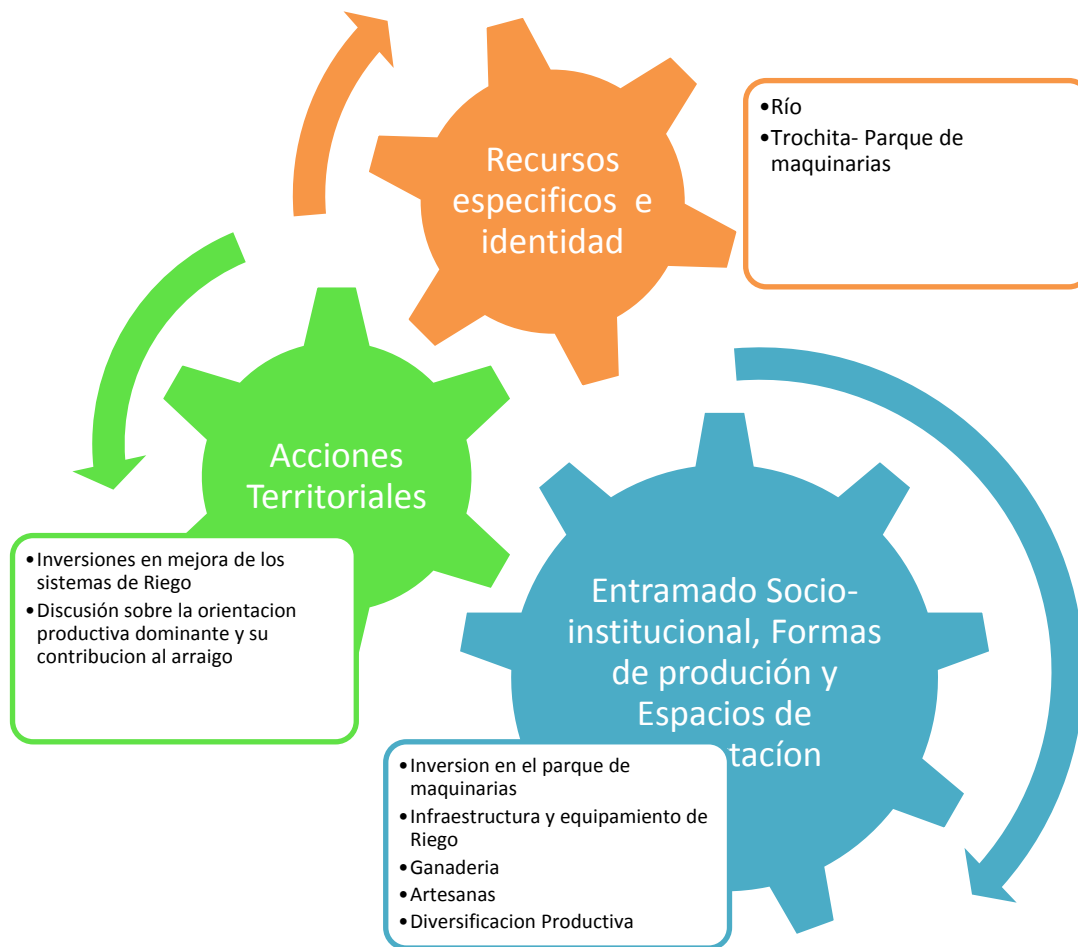 Recursos
especificos e
identidad
•Río
•Trochita- Parque de
maquinarias
Acciones
Territoriales
•Inversiones en mejora de los
sistemas de Riego
•Discusión sobre la orientacion
productiva dominante y su
contribucion al arraigo
Entramado Socio-
institucional, Formas
de produción y
Espacios de
tacíon
•Inversion en el parque de
maquinarias
•Infraestructura y equipamiento de
Riego
•Ganaderia
•Artesanas
•Diversificacion Productiva